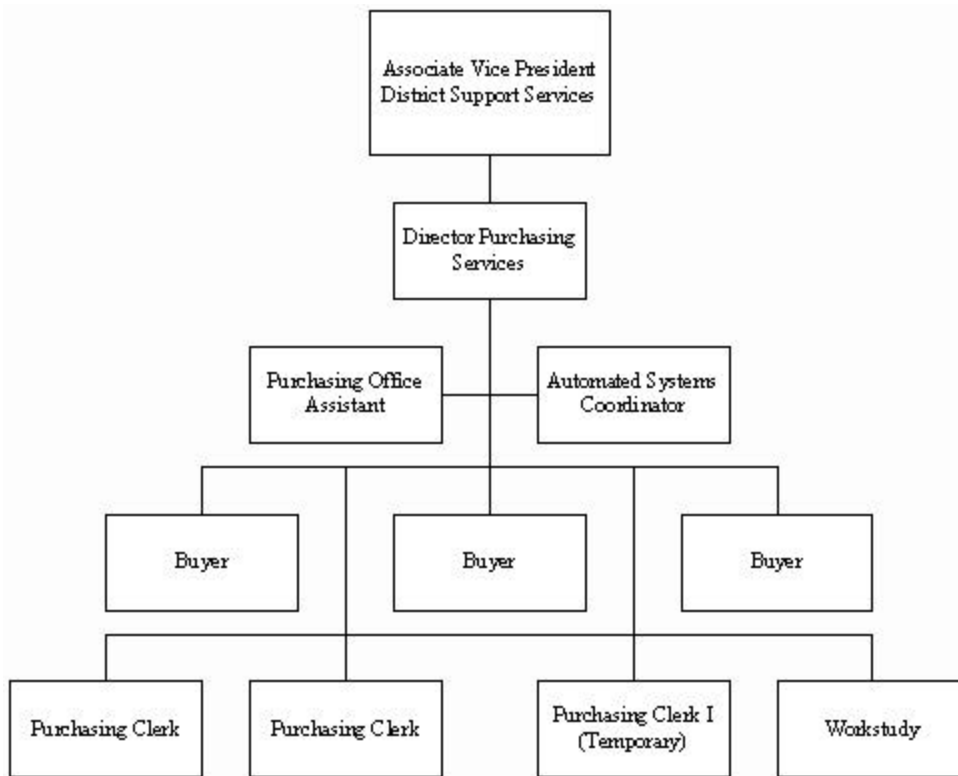 Associate Vice President
District Support Services
Director Purchasing
Services
Purchasing Office
Assistant
Automated Systems
Coordinator
Buyer
Buyer
Buyer
Purchasing Clerk
Purchasing Clerk
Purchasing Clerk I
(Temporary)
Workstudy